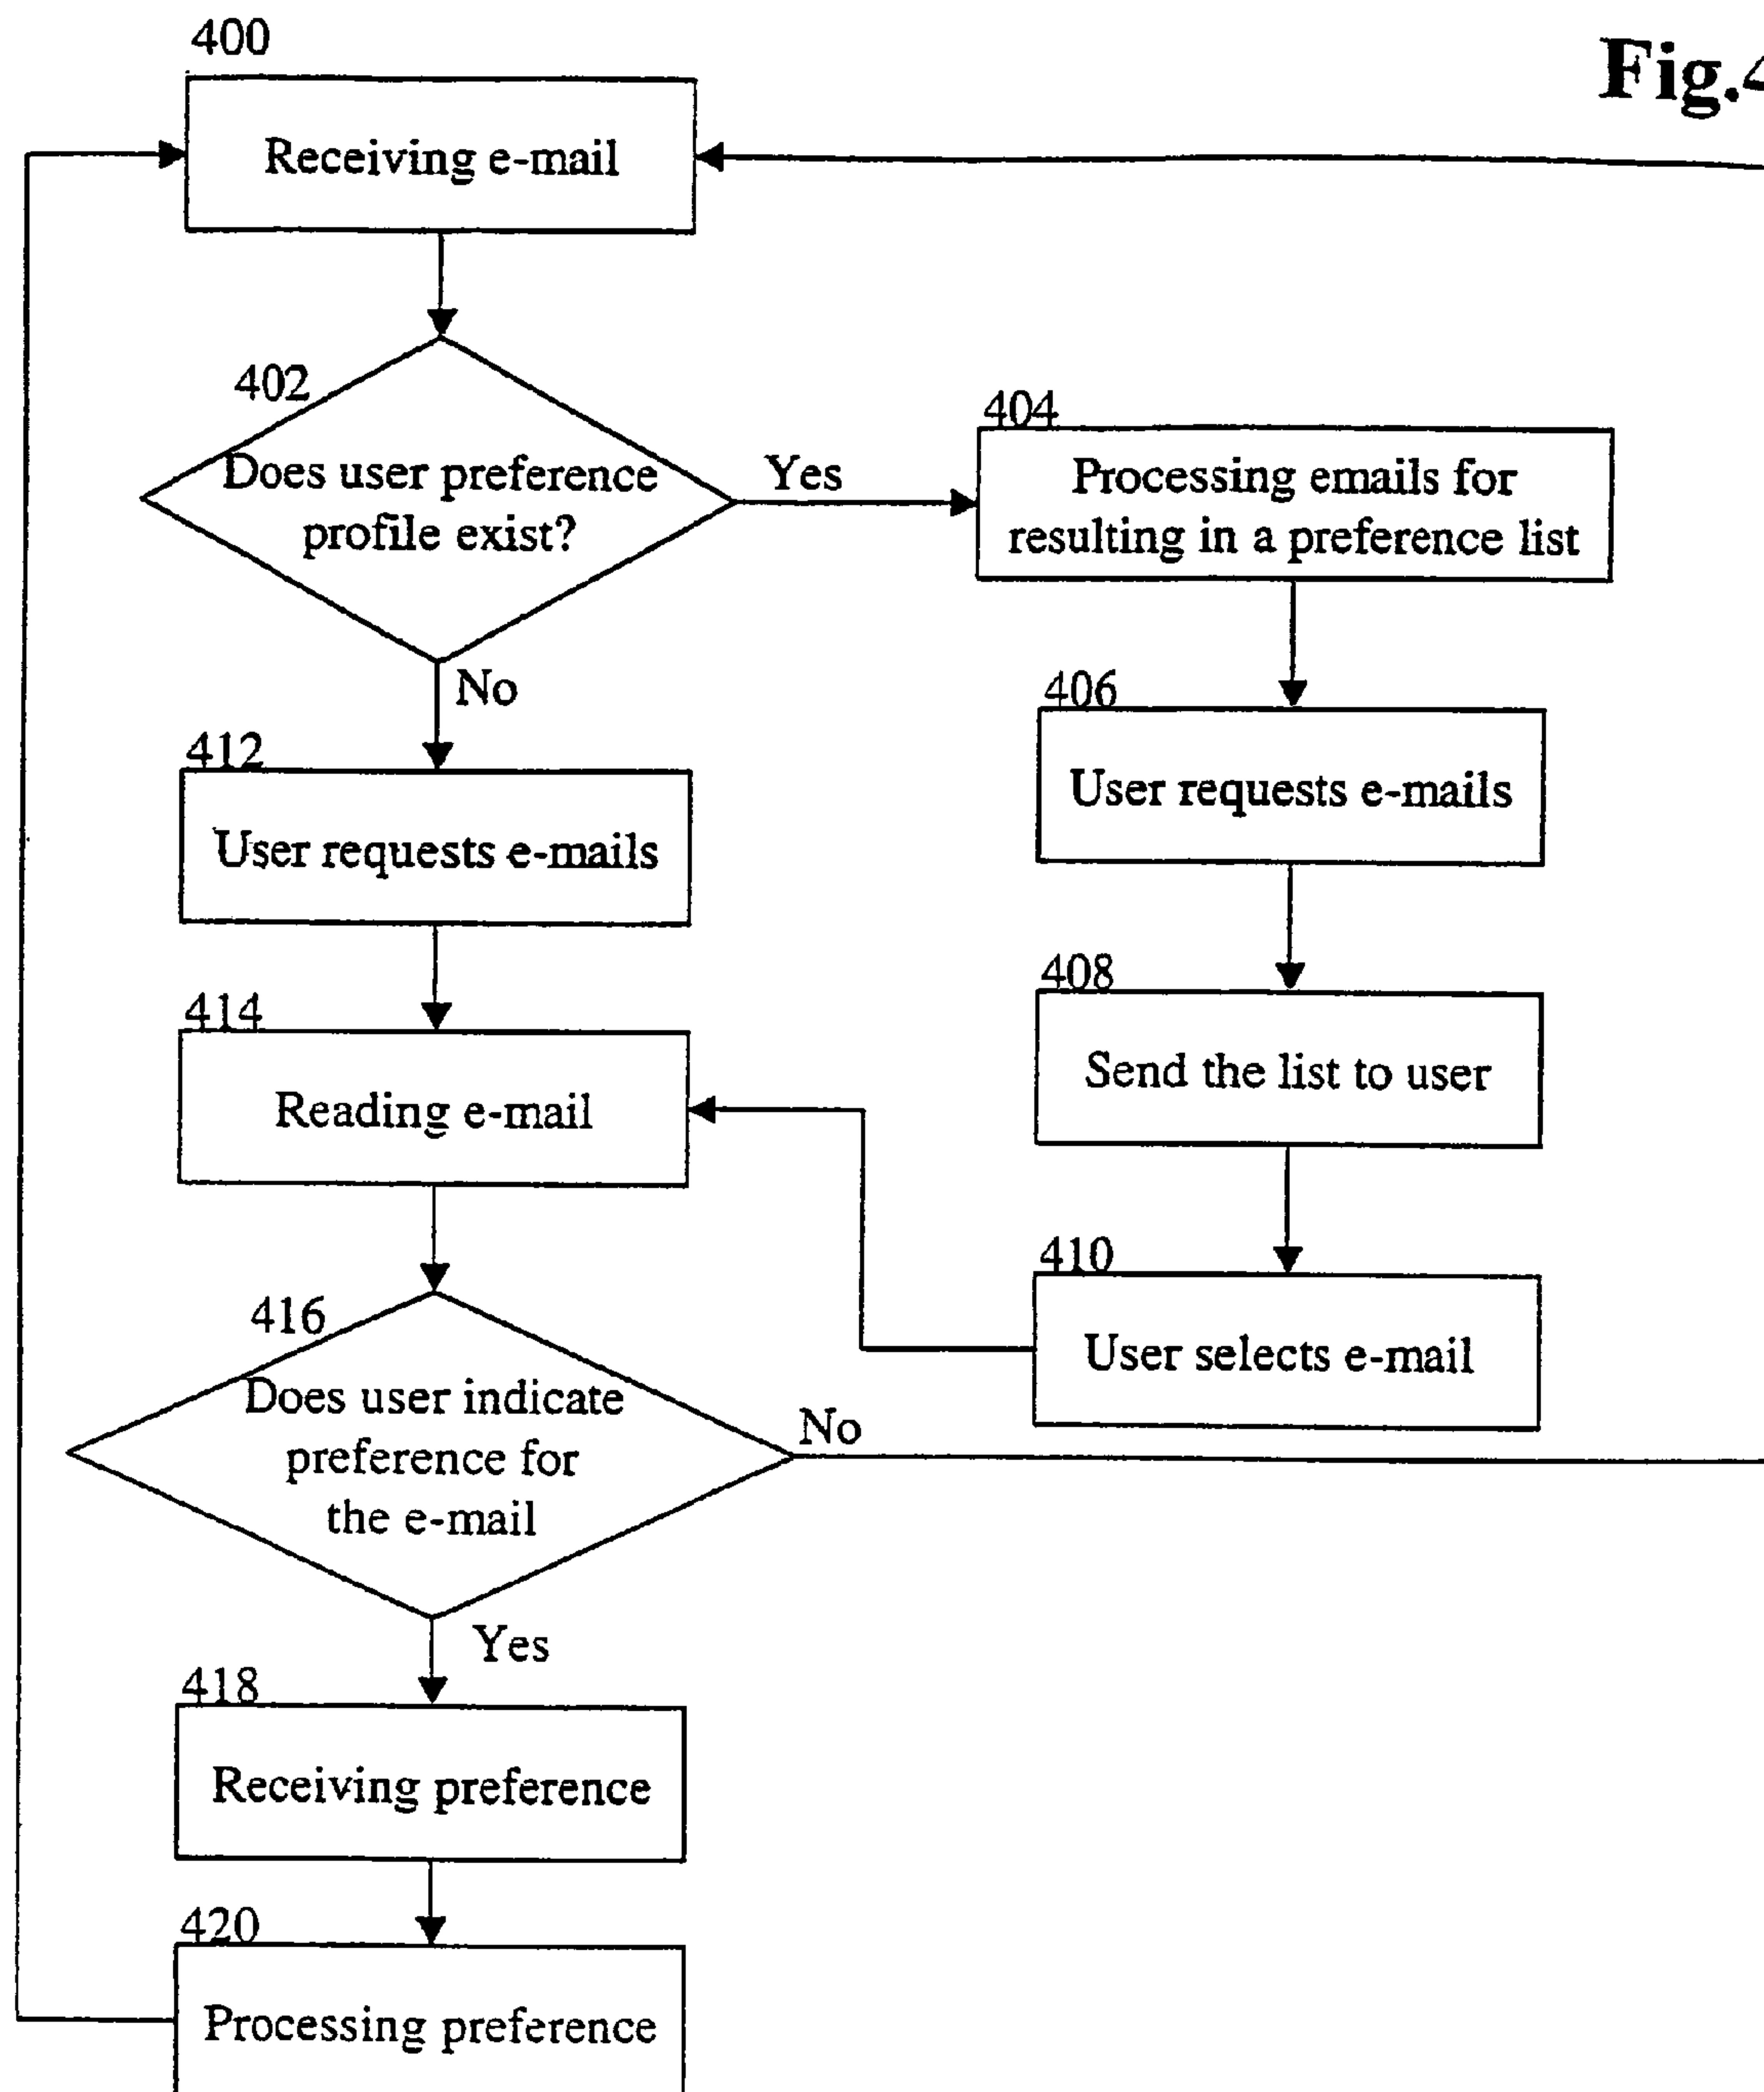 400
Fig.4
Receiving e-mail
402
Does user preference
profile exist?
Yes
No
404
Processing emails for
resulting in a preference list
406
User requests e-mails
408
Send the list to user
410
User selects e-mail
412
User requests e-mails
414
Reading e-mail
416
Does user indicate
preference for
the e-mail
No
Yes
418
Receiving preference
420
Processing preference